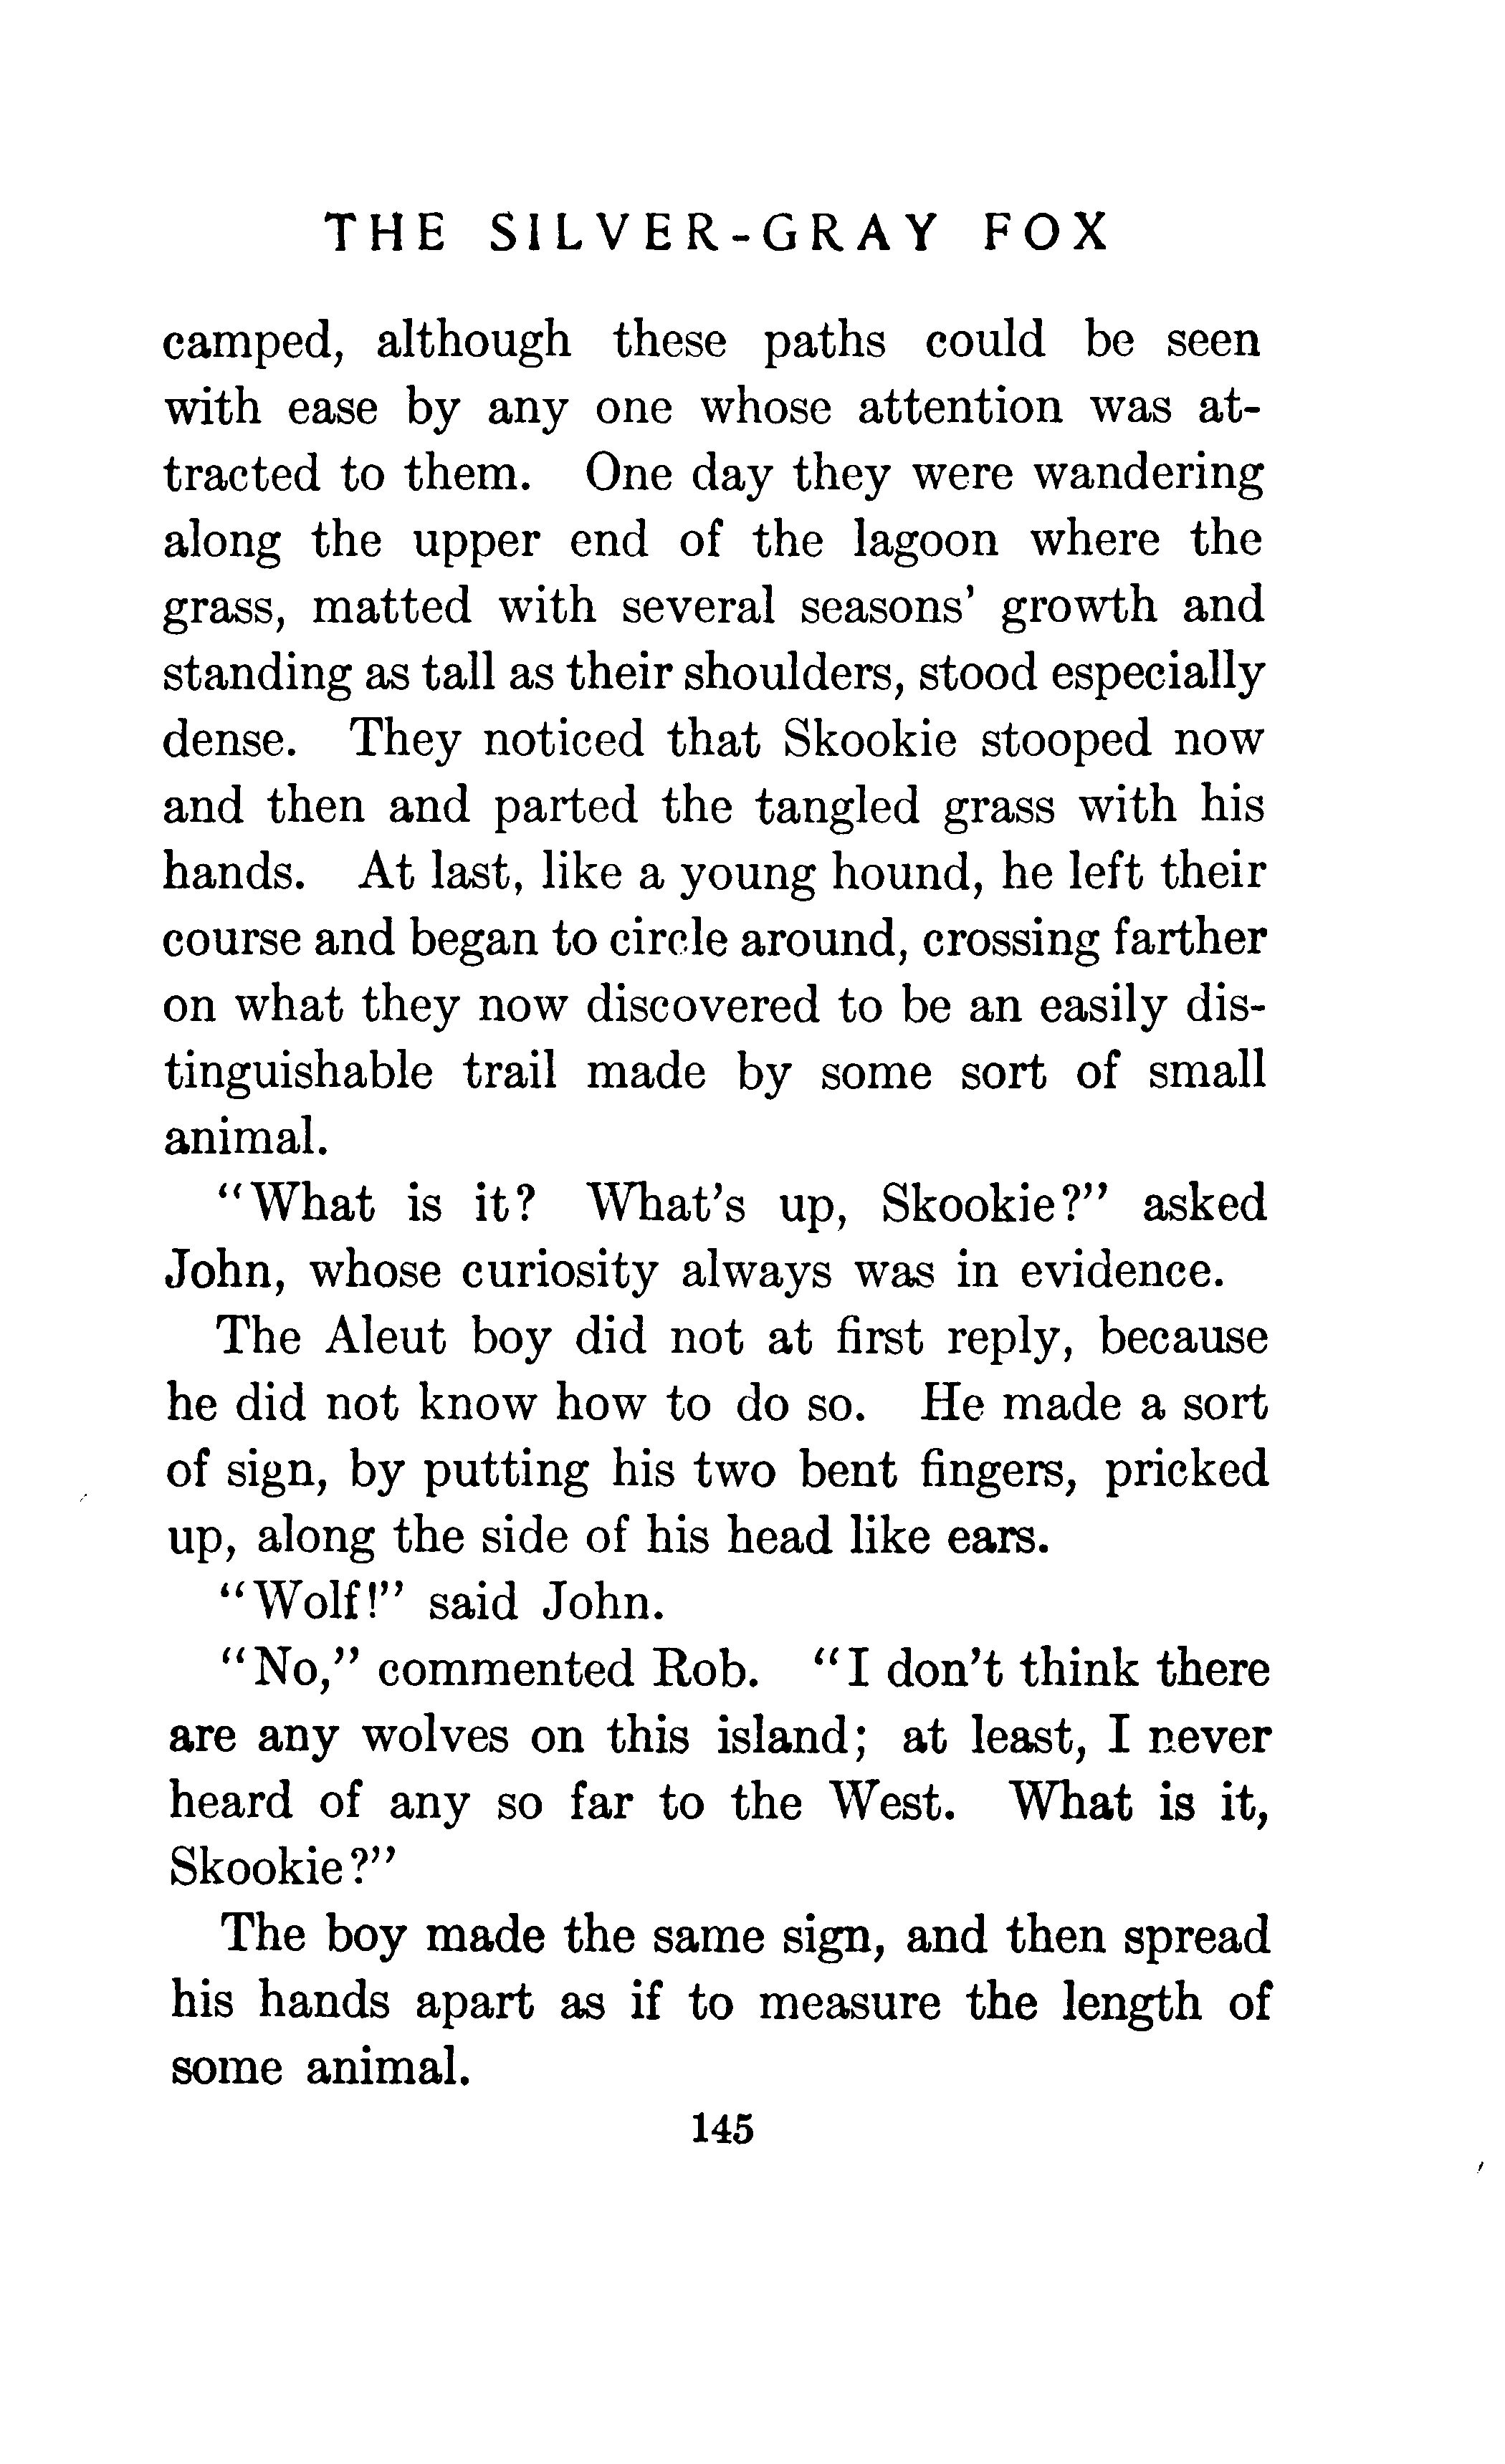 THE SILVER-GRAY FOX
camped, although these paths could be seen
with ease by any one whose attention was at-
tracted to them. One day they were wandering
along the upper end of the lagoon where the
grass, matted with several seasons' growth and
standing as tall as their shoulders, stood especially
dense. They noticed that Skookie stooped now
and then and parted the tangled grass with his
hands. At last, like a young hound, he left their
course and began to circle around, crossing farther
on what they now discovered to be an easily dis-
tinguishable trail made by some sort of small
animal.
"What is it? What's up, Skookie?" asked
John, whose curiosity always was in evidence.
The Aleut boy did not at first reply, because
he did not know how to do so. He made a sort
of sign, by putting his two bent fingers, pricked
up, along the side of his head like ears.
"Wolf!" said John.
"No," commented Rob. "I don't think there
are any wolves on this island; at least, I never
heard of any so far to the West. What is it,
Skookie?"
The boy made the same sign, and then spread
his hands apart as if to measure the length of
some animal.
145